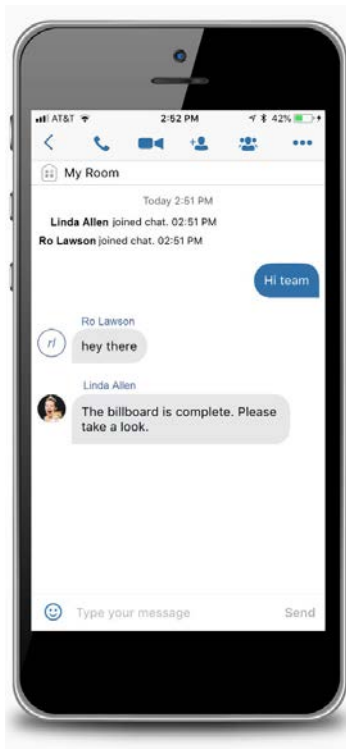 AT&T 2:52 PM 42%
My Room
Today 2:51 PM
Linda Allen joined chat. 02:51 PM
Ro Lawson joined chat. 02:51 PM
Hi team
Ro Lawson
rl
hey there
Linda Allen
The billboard is complete. Please
take a look.
Type your message Send